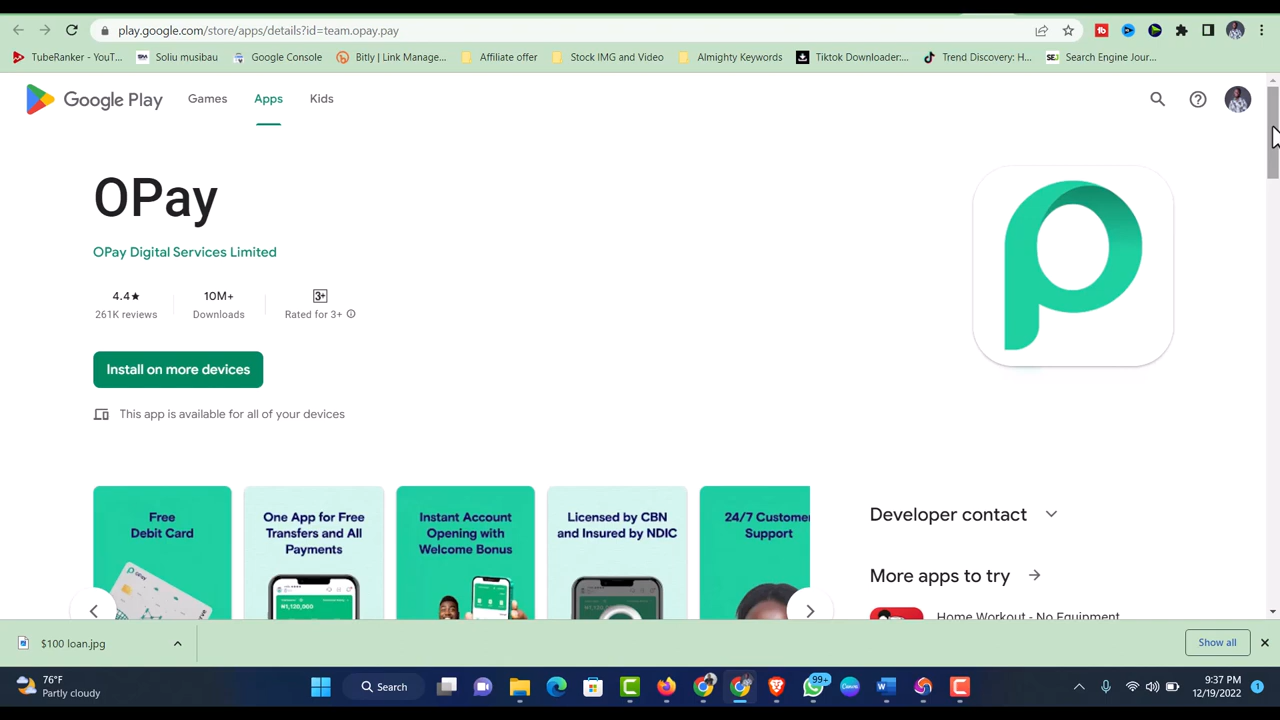 play.google.com/store/apps/details?id=team.opay.pay
TubeRanker - YouT...
Soliu musibau
Google Console
Bitly | Link Manage...
Affiliate offer
Stock IMG and Video
Almighty Keywords
Tiktok Downloader:...
Trend Discovery: H...
Search Engine Jour...
Google Play
Games
Apps
Kids
OPay
OPay Digital Services Limited
4.4★
261K reviews
10M+
Downloads
3+
Rated for 3+
Install on more devices
This app is available for all of your devices
Free
Debit Card
One App for Free
Transfers and All
Payments
Instant Account
Opening with
Welcome Bonus
Licensed by CBN
and Insured by NDIC
24/7 Customer
Support
Developer contact
More apps to try
Home Workout - No Equipment
$100 loan.jpg
Show all
76°F
Partly cloudy
Search
99+
9:37 PM
12/19/2022
1